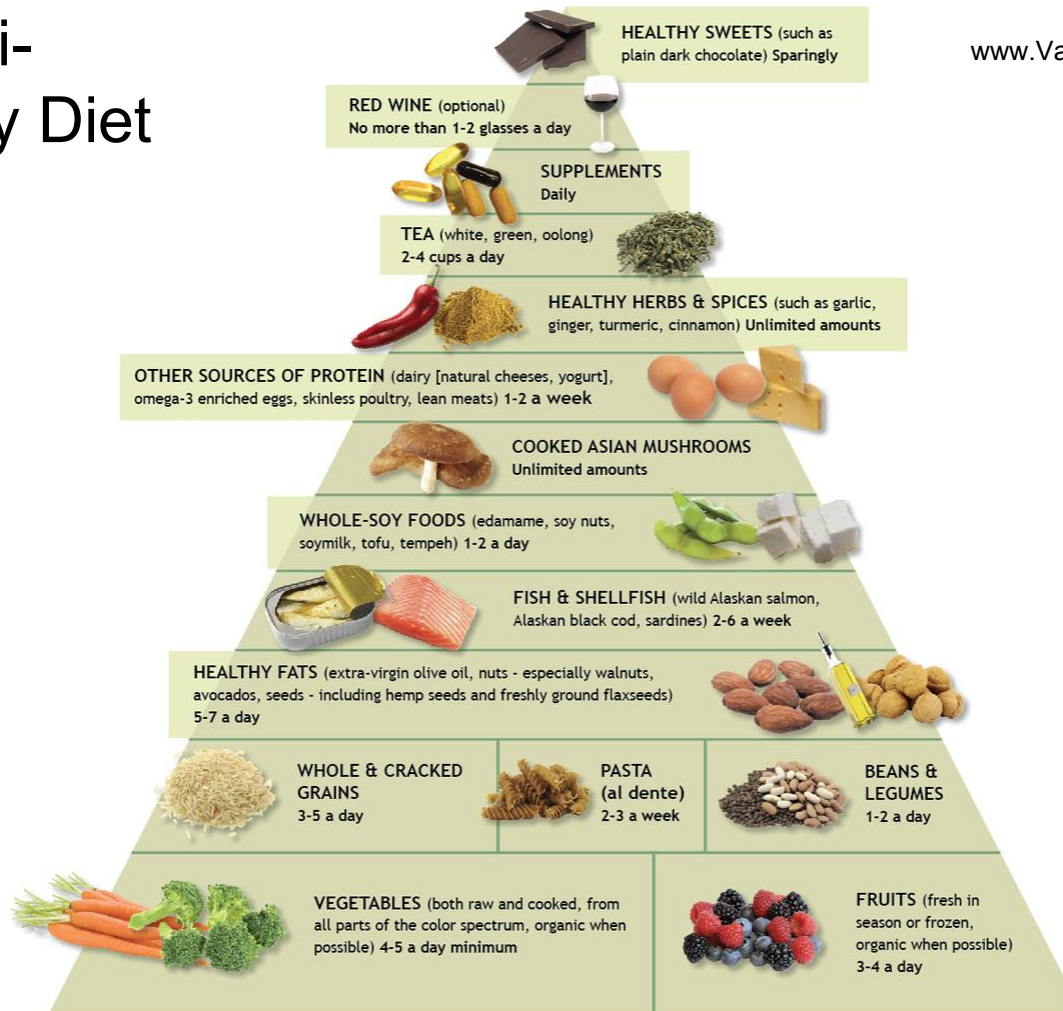 i-
y Diet
www.Va
HEALTHY SWEETS (such as
plain dark chocolate) Sparingly
RED WINE (optional)
No more than 1-2 glasses a day
SUPPLEMENTS
Daily
TEA (white, green, oolong)
2-4 cups a day
HEALTHY HERBS & SPICES (such as garlic,
ginger, turmeric, cinnamon) Unlimited amounts
OTHER SOURCES OF PROTEIN (dairy [natural cheeses, yogurt],
omega-3 enriched eggs, skinless poultry, lean meats) 1-2 a week
COOKED ASIAN MUSHROOMS
Unlimited amounts
WHOLE-SOY FOODS (edamame, soy nuts,
soymilk, tofu, tempeh) 1-2 a day
FISH & SHELLFISH (wild Alaskan salmon,
Alaskan black cod, sardines) 2-6 a week
HEALTHY FATS (extra-virgin olive oil, nuts - especially walnuts,
avocados, seeds - including hemp seeds and freshly ground flaxseeds)
5-7 a day
WHOLE & CRACKED
GRAINS
3-5 a day
PASTA
(al dente)
2-3 a week
BEANS &
LEGUMES
1-2 a day
VEGETABLES (both raw and cooked, from
all parts of the color spectrum, organic when
possible) 4-5 a day minimum
FRUITS (fresh in
season or frozen,
organic when possible)
3-4 a day